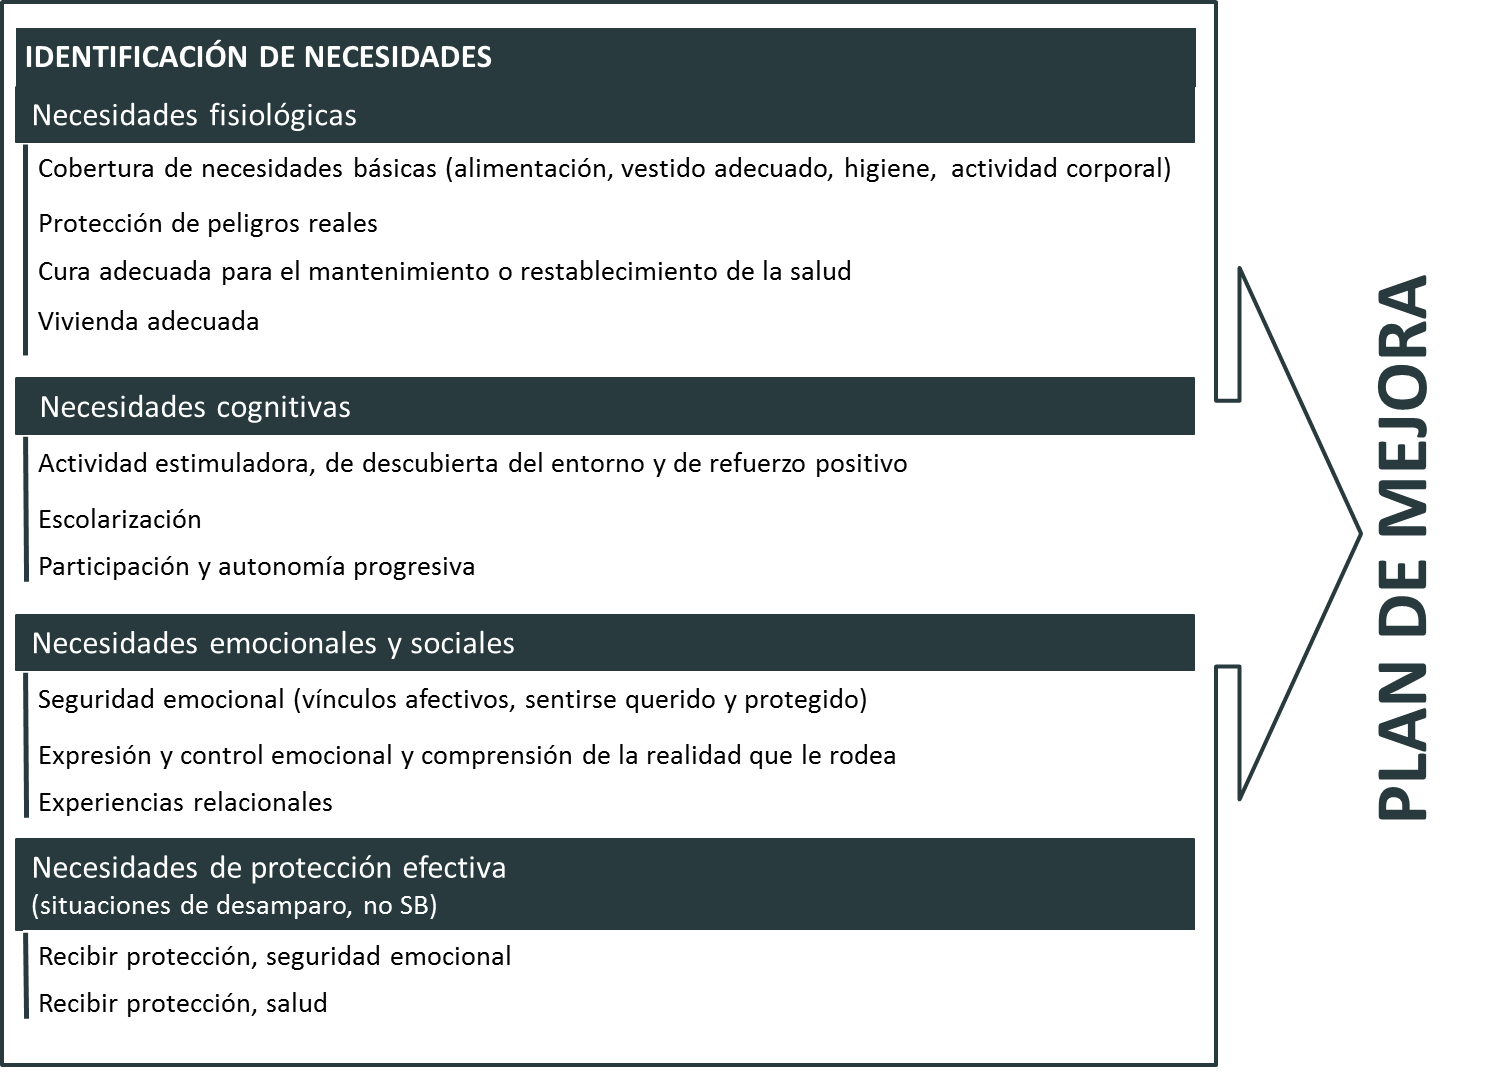 IDENTIFICACIÓN DE NECESIDADES
Necesidades fisiológicas
Cobertura de necesidades básicas (alimentación, vestido adecuado, higiene, actividad corporal)
Protección de peligros reales
Cura adecuada para el mantenimiento o restablecimiento de la salud
Vivienda adecuada
Necesidades cognitivas
Actividad estimuladora, de descubierta del entorno y de refuerzo positivo
Escolarización
Participación y autonomía progresiva
Necesidades emocionales y sociales
Seguridad emocional (vínculos afectivos, sentirse querido y protegido)
Expresión y control emocional y comprensión de la realidad que le rodea
Experiencias relacionales
Necesidades de protección efectiva
(situaciones de desamparo, no SB)
Recibir protección, seguridad emocional
Recibir protección, salud
PLAN DE MEJORA